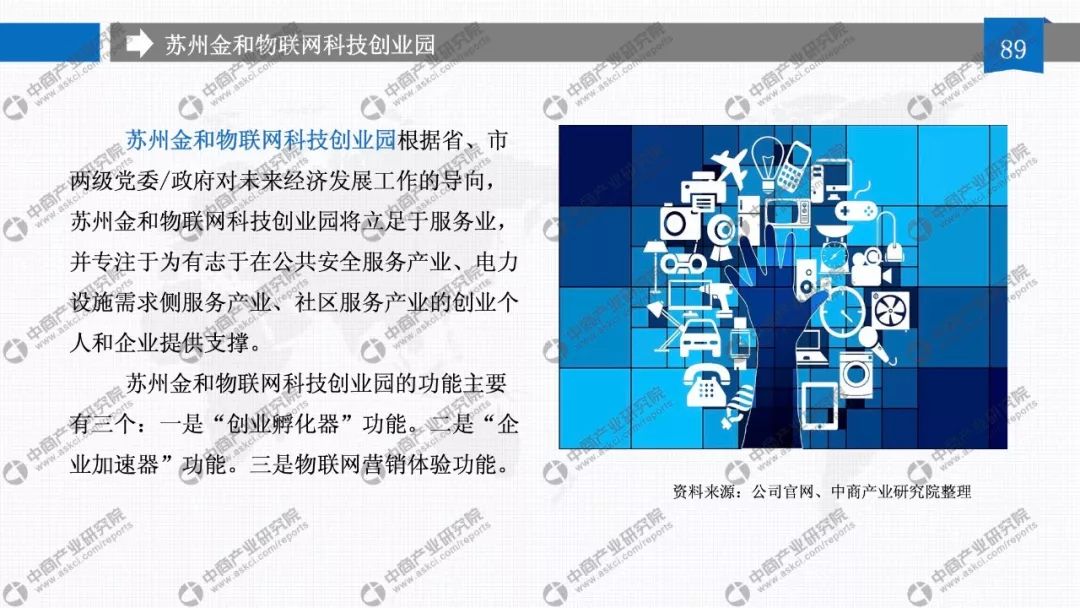 苏州金和物联网科技创业园
89
苏州金和物联网科技创业园根据省、市
两级党委/政府对未来经济发展工作的导向，
苏州金和物联网科技创业园将立足于服务业，
并专注于为有志于在公共安全服务产业、电力
设施需求侧服务产业、社区服务产业的创业个
人和企业提供支撑。
苏州金和物联网科技创业园的功能主要
有三个：一是“创业孵化器”功能。二是“企
业加速器”功能。三是物联网营销体验功能。
资料来源：公司官网、中商产业研究院整理
中商产业研究院
www.askci.com/reports